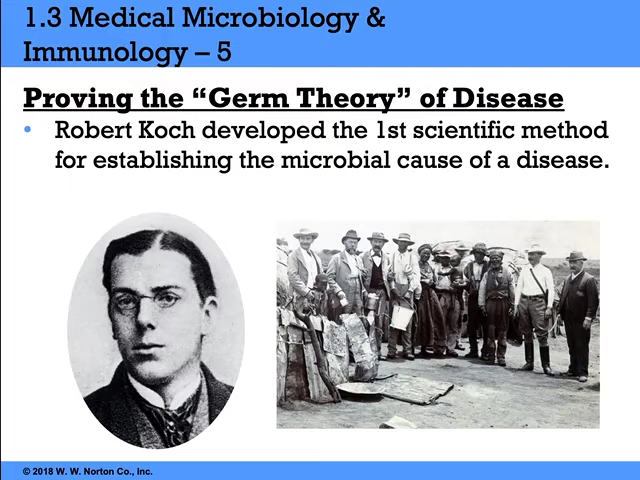 1.3 Medical Microbiology &
Immunology – 5
Proving the “Germ Theory” of Disease
• Robert Koch developed the 1st scientific method
for establishing the microbial cause of a disease.
© 2018 W. W. Norton Co., Inc.